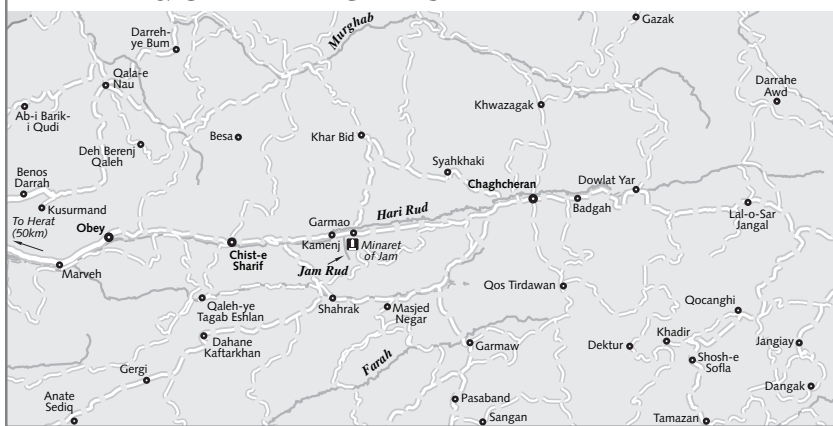 Gazak
Darreh-
ye Bum
Murghab
Qala-e
Nau
Darrahe
Awd
Ab-i Barik-
i Qudi
Khwazagak
Besa
Khar Bid
Deh Berenj
Qaleh
Syahkhaki
Benos
Darrah
Chaghcheran
Dowlat Yar
Badgah
Kusurmand
Hari Rud
Lal-o-Sar
Jangal
To Herat
(50km)
Obey
Garmao
Kamenj
Minaret
of Jam
Chist-e
Sharif
Jam Rud
Marveh
Qos Tirdawan
Qaleh-ye
Tagab Eshlan
Shahrak
Masjed
Negar
Qocanghi
Dahane
Kaftarkhan
Garmaw
Dektur
Khadir
Jangiay
Shosh-e
Sofla
Farah
Gergi
Dangak
Anate
Sediq
Pasaband
Sangan
Tamazan